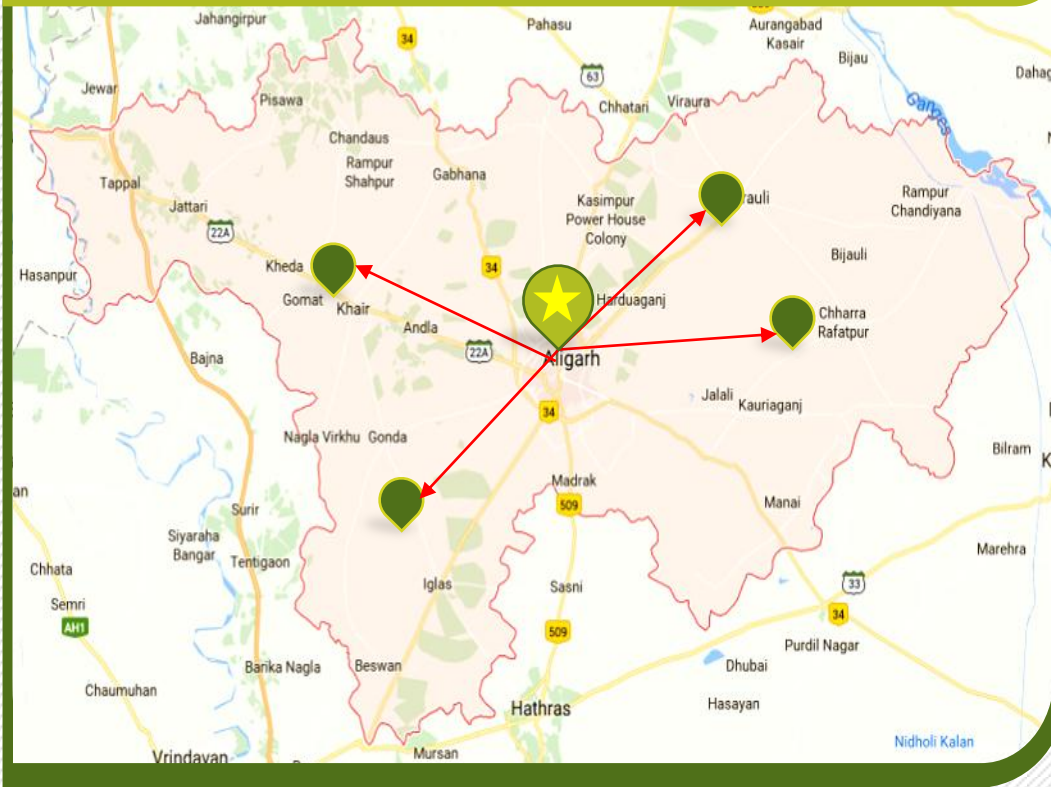 Jahangirpur
34
Pahasu
Aurangabad
Kasair
Bijau
63
Jewar
Pisawa
Chhatari
Viraura
Ganges
Chandaus
Rampur
Shahpur
Gabhana
Tappal
Jattari
22A
Kasimpur
Power House
Colony
rauli
Rampur
Chandiyana
Bijauli
Hasanpur
Kheda
34
Gomat
Khair
Harduaganj
Andla
Chharra
Rafatpur
22A
Aligarh
Bajna
Jalali
Kauriaganj
34
Nagla Virkhu
Gonda
Bilram
Madrak
509
Manai
an
Surir
Siyaraha
Bangar
Tentigaon
Marehra
Chhata
Iglas
Sasni
33
Semri
AH1
34
509
Purdil Nagar
Barika Nagla
Beswan
Dhubai
Chaumuhan
Hathras
Hasayan
Nidholi Kalan
Vrindavan
Mursan